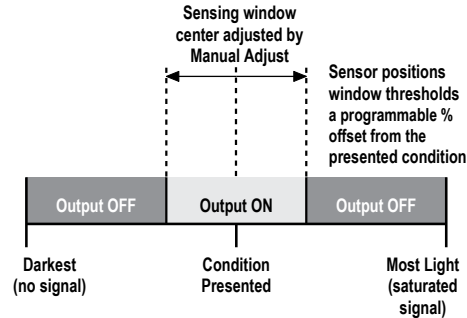 Sensing window
center adjusted by
Manual Adjust
Sensor positions
window thresholds
a programmable %
offset from the
presented condition
Output OFF
Output ON
Output OFF
Darkest
(no signal)
Condition
Presented
Most Light
(saturated
signal)